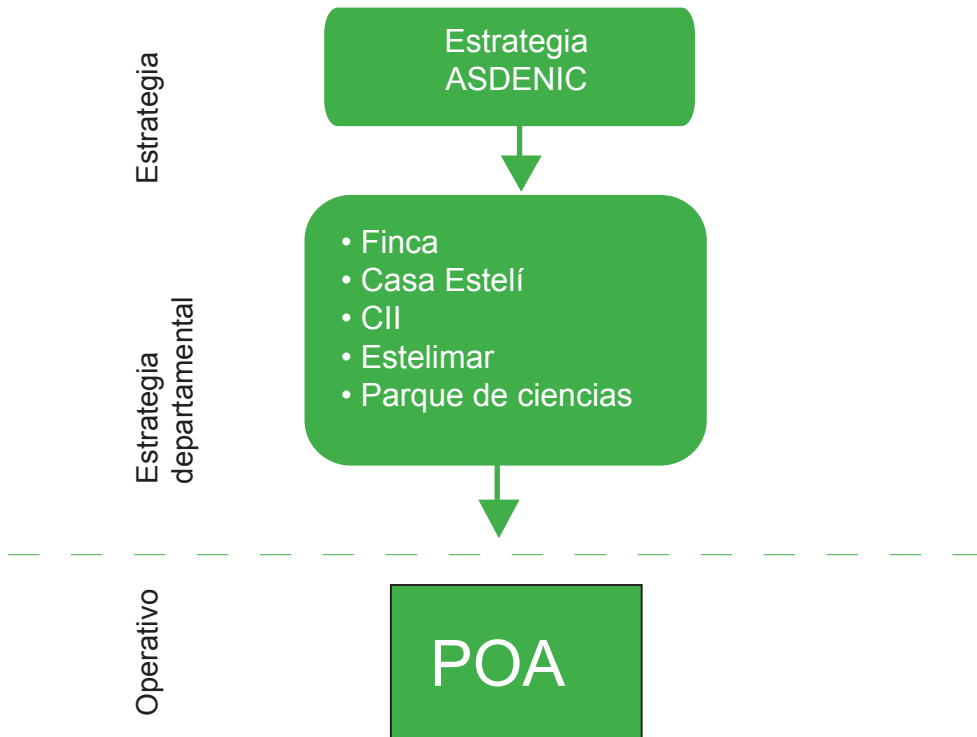 Estrategia
Estrategia
ASDENIC
Estrategia
departamental
• Finca
• Casa Estelí
• CII
• Estelimar
• Parque de ciencias
Operativo
POA